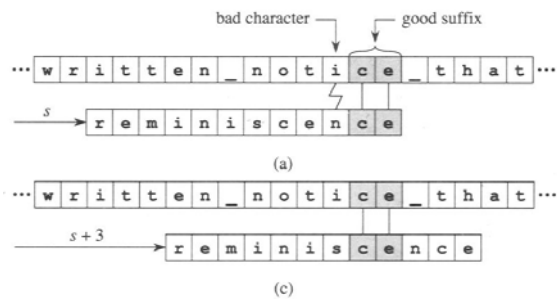 bad character good suffix
... w r i t t e n _ n o t i c e _ t h a t ...
s r e m i n i s c e n c e
(a)
... w r i t t e n _ n o t i c e _ t h a t ...
s + 3 r e m i n i s c e n c e
(c)